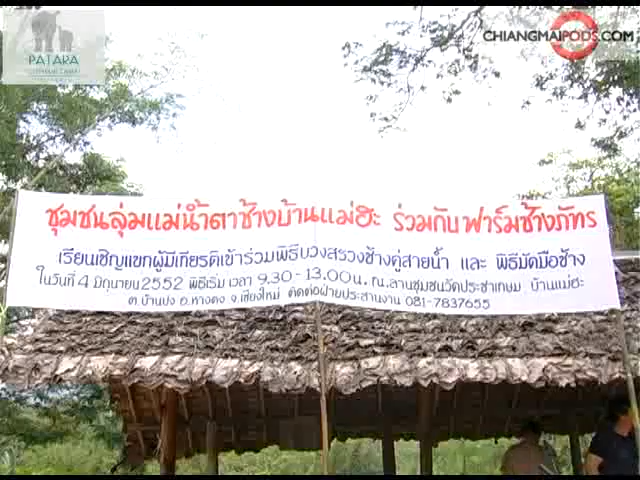 PATARA
CHIANGMAIPODS.COM
ชุมชนลุ่มแม่น้ำตาช้างบ้านแม่ฮะ ร่วมกับฟาร์มช้างภัทร
เรียนเชิญแขกผู้มีเกียรติเข้าร่วมพิธีบวงสรวงช้างคู่สายน้ำ และ พิธีมัดมือช้าง
ในวันที่ 4 มิถุนายน 2552 พิธีเริ่ม เวลา 9.30 - 13.00 น. ณ. ลานชุมชนวัดประชาเกษม บ้านแม่ฮะ
ต.บ้านปง อ.หางดง จ.เชียงใหม่ ติดต่อฝ่ายประสานงาน 081-7837655